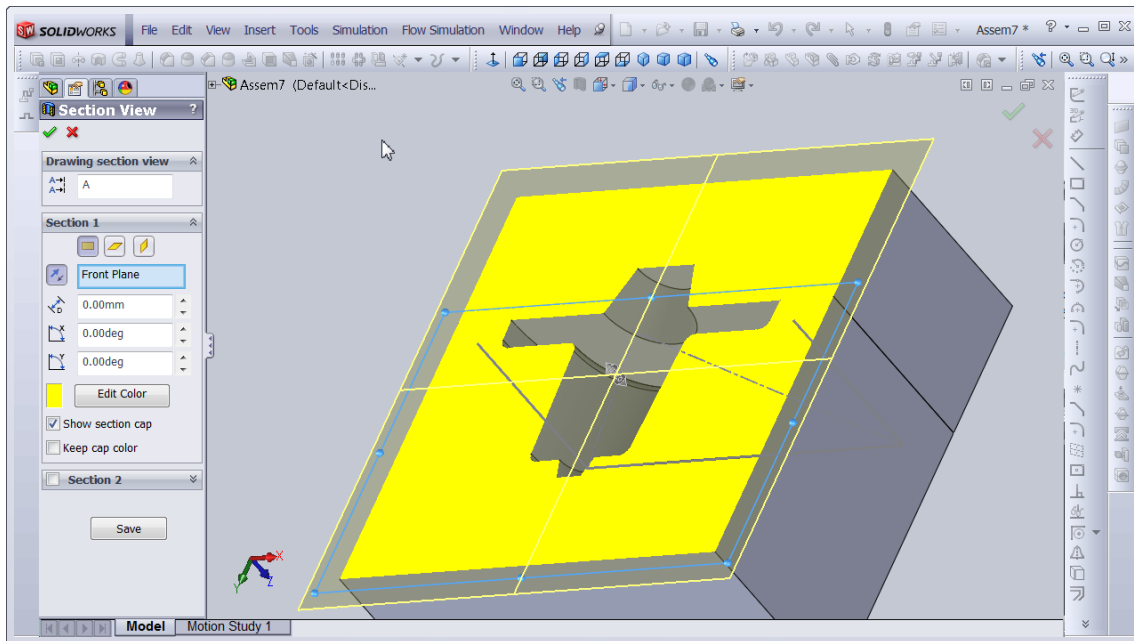 SOLIDWORKS File Edit View Insert Tools Simulation Flow Simulation Window Help Assem7 * ?
Assem7 (Default<Dis...
Section View ?
Drawing section view
A
Section 1
Front Plane
0.00mm
0.00deg
0.00deg
Edit Color
Show section cap
Keep cap color
Section 2
Save
X
Y
Z
Model Motion Study 1